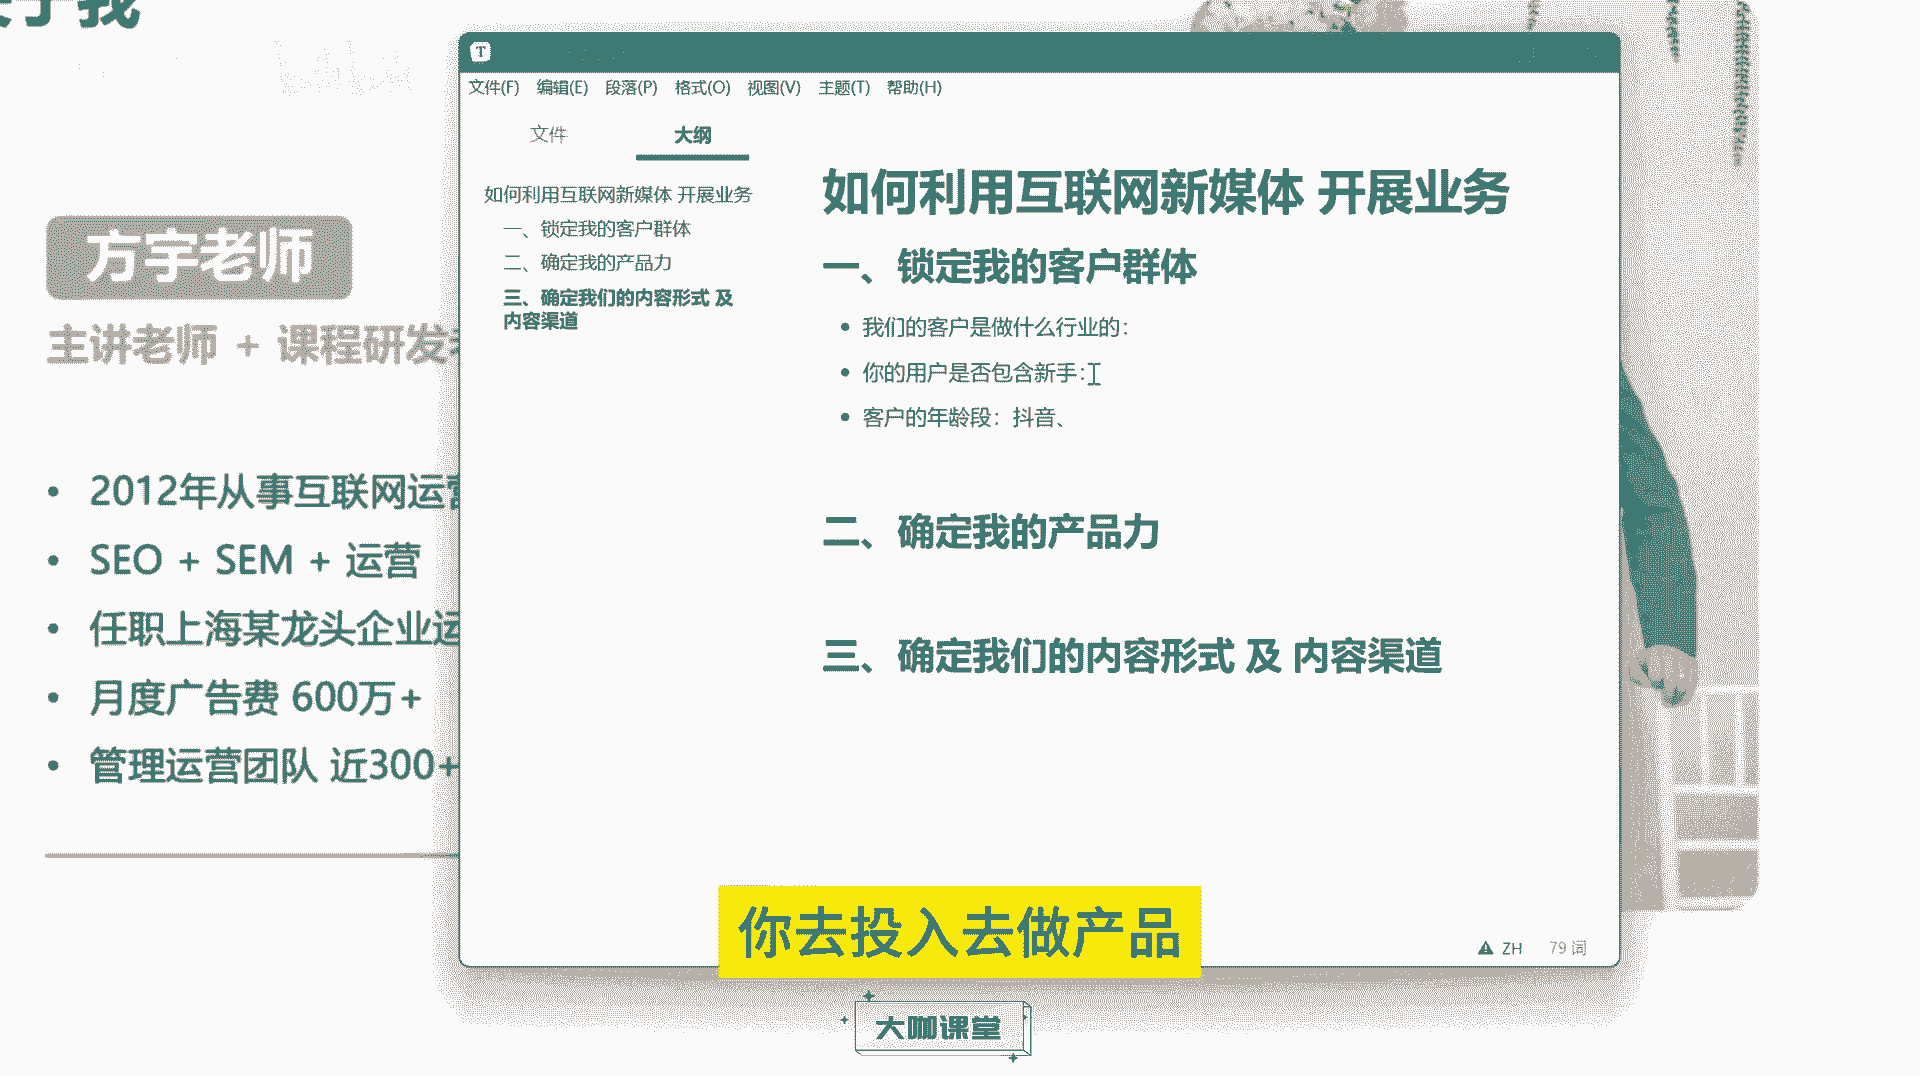 方宇老师
主讲老师 + 课程研发
2012年从事互联网运营
SEO + SEM + 运营
任职上海某龙头企业运
月度广告费 600万+
管理运营团队 近300+
T
文件(F) 编辑(E) 段落(P) 格式(O) 视图(V) 主题(T) 帮助(H)
文件 大纲
如何利用互联网新媒体 开展业务
一、锁定我的客户群体
二、确定我的产品力
三、确定我们的内容形式 及
内容渠道
如何利用互联网新媒体 开展业务
一、锁定我的客户群体
我们的客户是做什么行业的：
你的用户是否包含新手：
客户的年龄段：抖音、
二、确定我的产品力
三、确定我们的内容形式 及 内容渠道
你去投入去做产品
ZH 79 词
大咖课堂